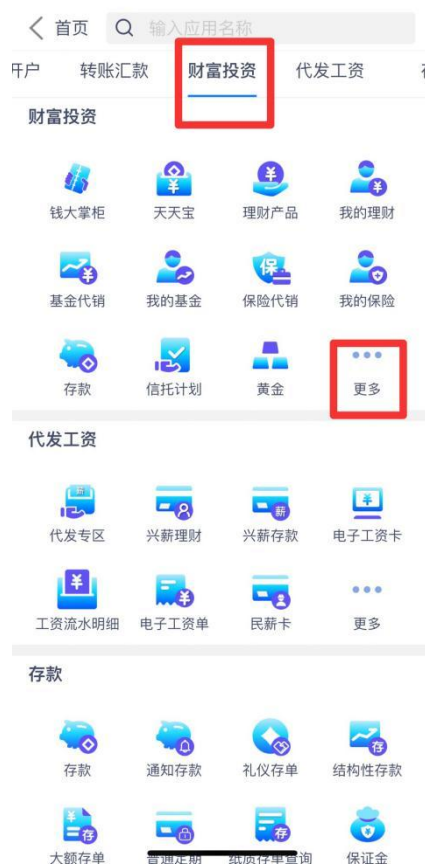 首页 输入应用名称
开户 转账汇款 财富投资 代发工资
财富投资
钱大掌柜 天天宝 理财产品 我的理财
基金代销 我的基金 保险代销 我的保险
存款 信托计划 黄金 更多
代发工资
代发专区 兴薪理财 兴薪存款 电子工资卡
工资流水明细 电子工资单 民薪卡 更多
存款
存款 通知存款 礼仪存单 结构性存款
大额存单 普通定期 纸质存单查询 保证金